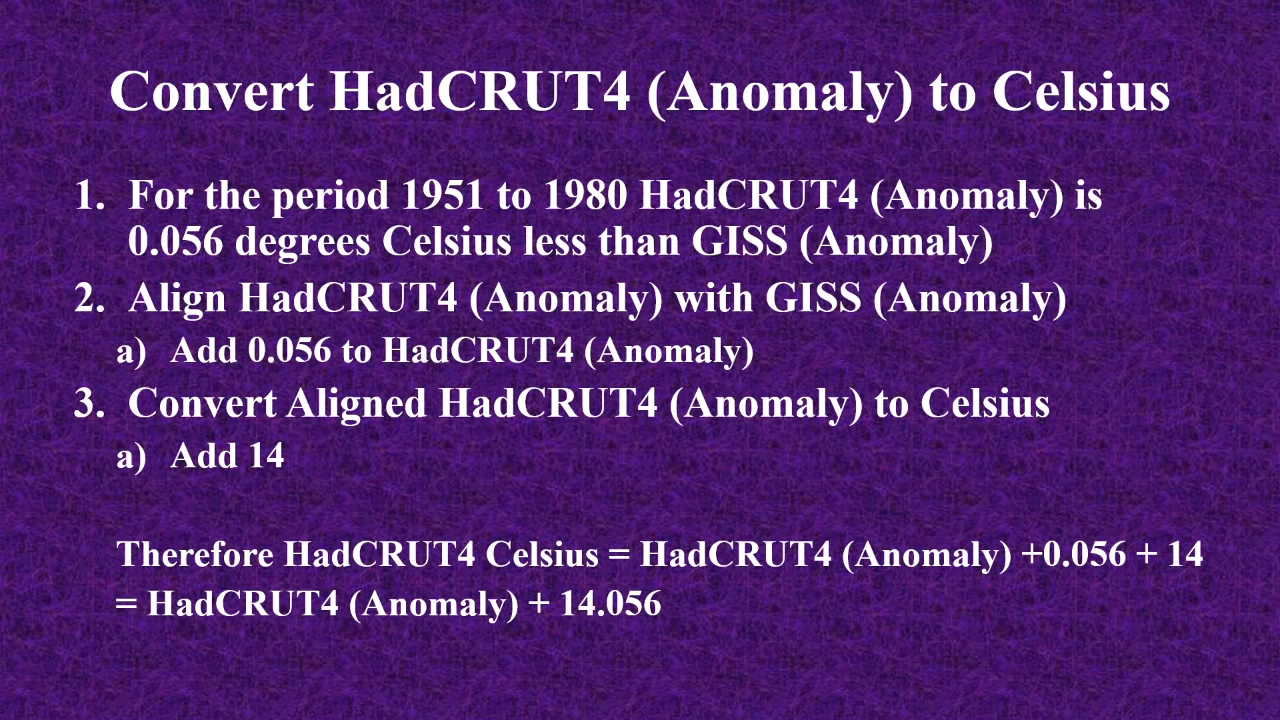 Convert HadCRUT4 (Anomaly) to Celsius
1. For the period 1951 to 1980 HadCRUT4 (Anomaly) is
0.056 degrees Celsius less than GISS (Anomaly)
2. Align HadCRUT4 (Anomaly) with GISS (Anomaly)
a) Add 0.056 to HadCRUT4 (Anomaly)
3. Convert Aligned HadCRUT4 (Anomaly) to Celsius
a) Add 14
Therefore HadCRUT4 Celsius = HadCRUT4 (Anomaly) +0.056 + 14
= HadCRUT4 (Anomaly) + 14.056